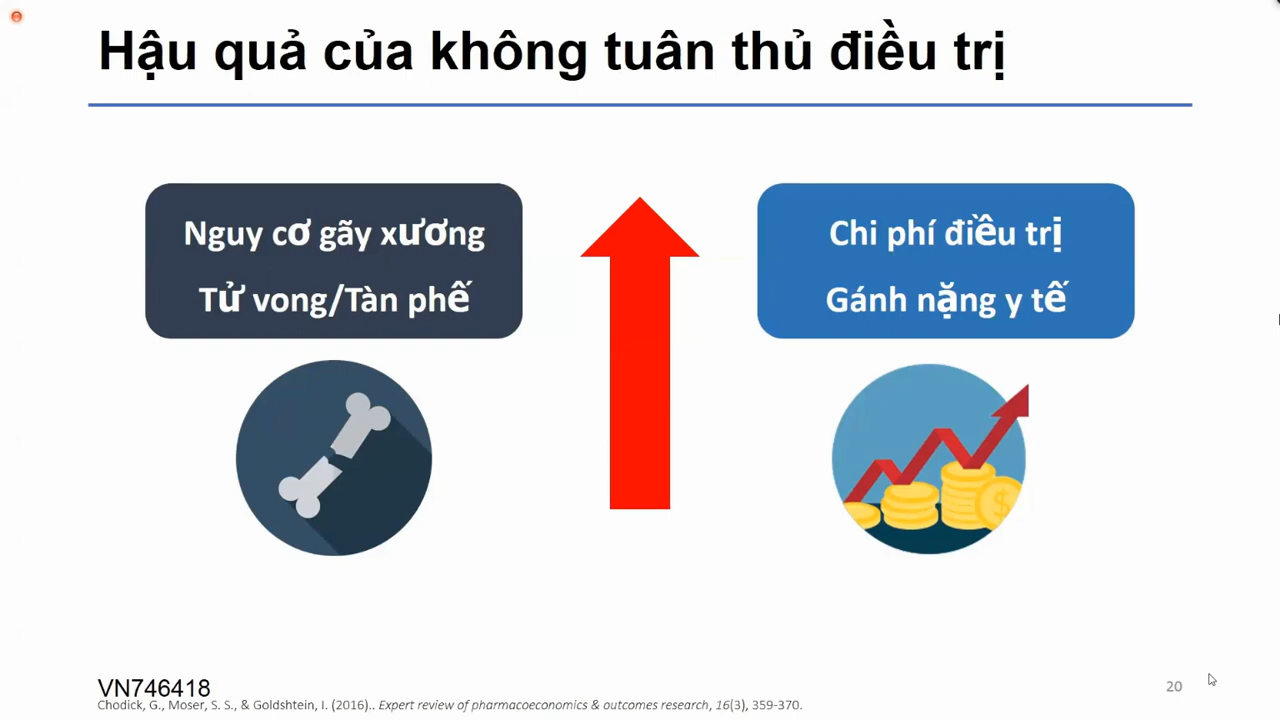 Hậu quả của không tuân thủ điều trị
Nguy cơ gãy xương
Tử vong/Tàn phế
Chi phí điều trị
Gánh nặng y tế
$
VN746418
20
Chodick, G., Moser, S. S., & Goldshtein, I. (2016).. Expert review of pharmacoeconomics & outcomes research, 16(3), 359-370.